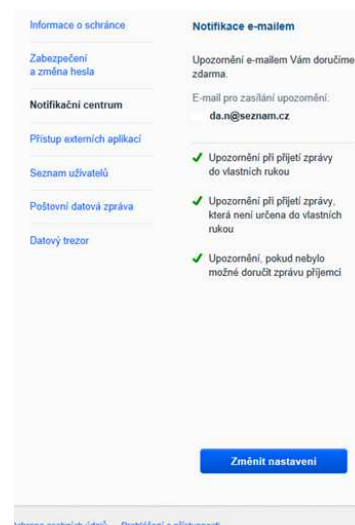 Informace o schránce
Zabezpečení
a změna hesla
Notifikační centrum
Přístup externích aplikací
Seznam uživatelů
Poštovní datová zpráva
Datový trezor
Notifikace e-mailem
Upozornění e-mailem Vám doručíme
zdarma.
E-mail pro zasílání upozornění:
da.n@seznam.cz
Upozornění při přijetí zprávy
do vlastních rukou
Upozornění při přijetí zprávy,
která není určena do vlastních
rukou
Upozornění, pokud nebylo
možné doručit zprávu příjemci
Změnit nastavení